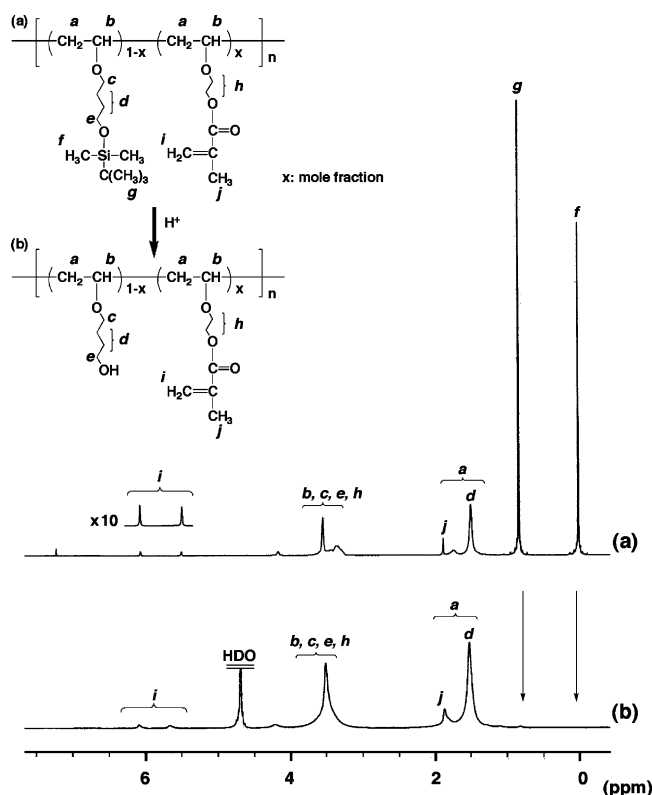 (a) a b a b
CH2 CH 1-x CH2 CH x n
O O
c h
d O
e C=O
O i
f H3C-Si-CH3 H2C
C(CH3)3 CH3
g j x: mole fraction
H+
(b) a b a b
CH2 CH 1-x CH2 CH x n
O O
c h
d O
e C=O
OH i
H2C
CH3
j
g
f
i
x10
b, c, e, h
a
j d
(a)
HDO
i
b, c, e, h
a
j d
(b)
6 4 2 0
(ppm)